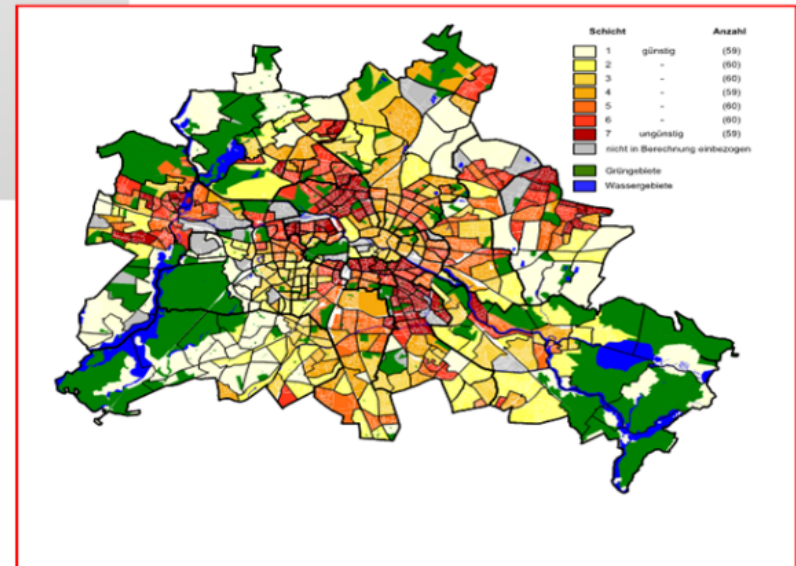 Schicht Anzahl
1 günstig (59)
2 - (60)
3 - (60)
4 - (59)
5 - (60)
6 - (60)
7 ungünstig (59)
nicht in Berechnung einbezogen
Grüngebiete
Wassergebiete